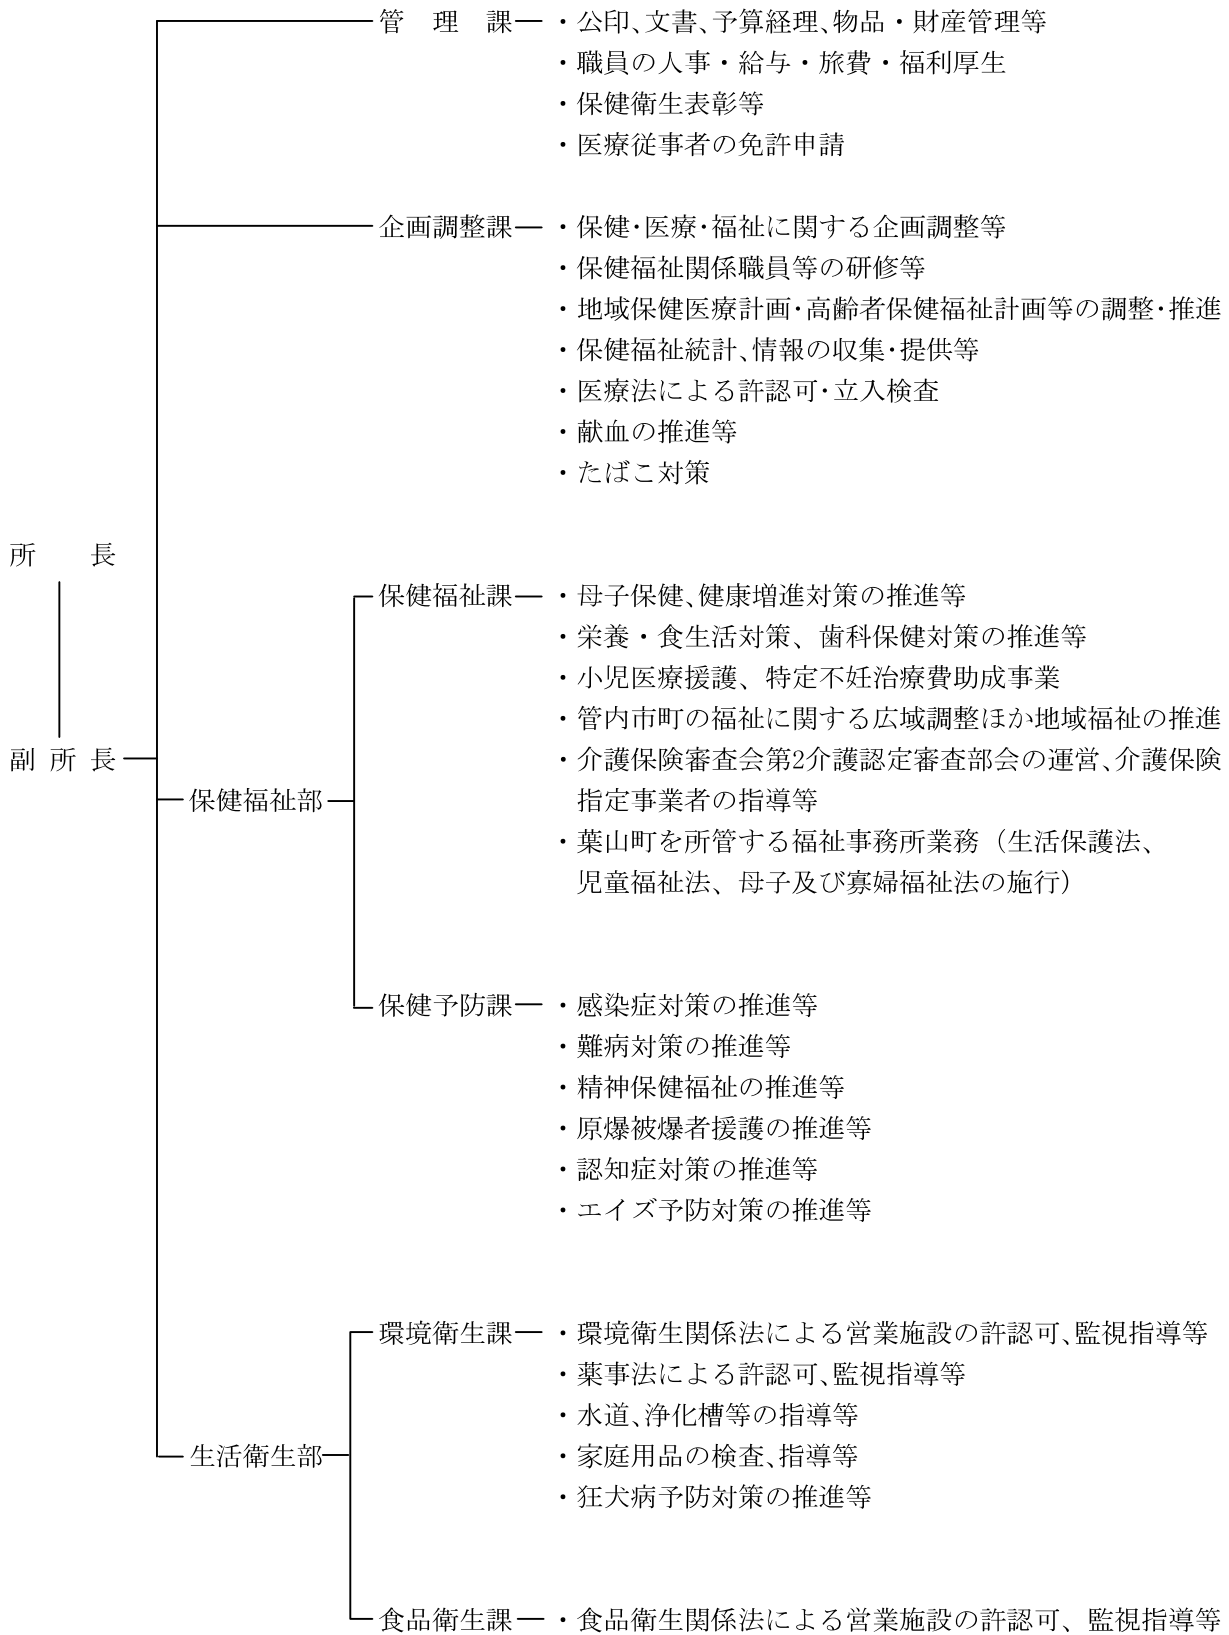 管　理　課
・公印、文書、予算経理、物品・財産管理等
・職員の人事・給与・旅費・福利厚生
・保健衛生表彰等
・医療従事者の免許申請
企画調整課
・保健・医療・福祉に関する企画調整等
・保健福祉関係職員等の研修等
・地域保健医療計画・高齢者保健福祉計画等の調整・推進
・保健福祉統計、情報の収集・提供等
・医療法による許認可・立入検査
・献血の推進等
・たばこ対策
所　　長
副 所 長
保健福祉部
保健福祉課
・母子保健、健康増進対策の推進等
・栄養・食生活対策、歯科保健対策の推進等
・小児医療援護、特定不妊治療費助成事業
・管内市町の福祉に関する広域調整ほか地域福祉の推進
・介護保険審査会第2介護認定審査部会の運営、介護保険
指定事業者の指導等
・葉山町を所管する福祉事務所業務（生活保護法、
児童福祉法、母子及び寡婦福祉法の施行）
保健予防課
・感染症対策の推進等
・難病対策の推進等
・精神保健福祉の推進等
・原爆被爆者援護の推進等
・認知症対策の推進等
・エイズ予防対策の推進等
生活衛生部
環境衛生課
・環境衛生関係法による営業施設の許認可、監視指導等
・薬事法による許認可、監視指導等
・水道、浄化槽等の指導等
・家庭用品の検査、指導等
・狂犬病予防対策の推進等
食品衛生課
・食品衛生関係法による営業施設の許認可、監視指導等